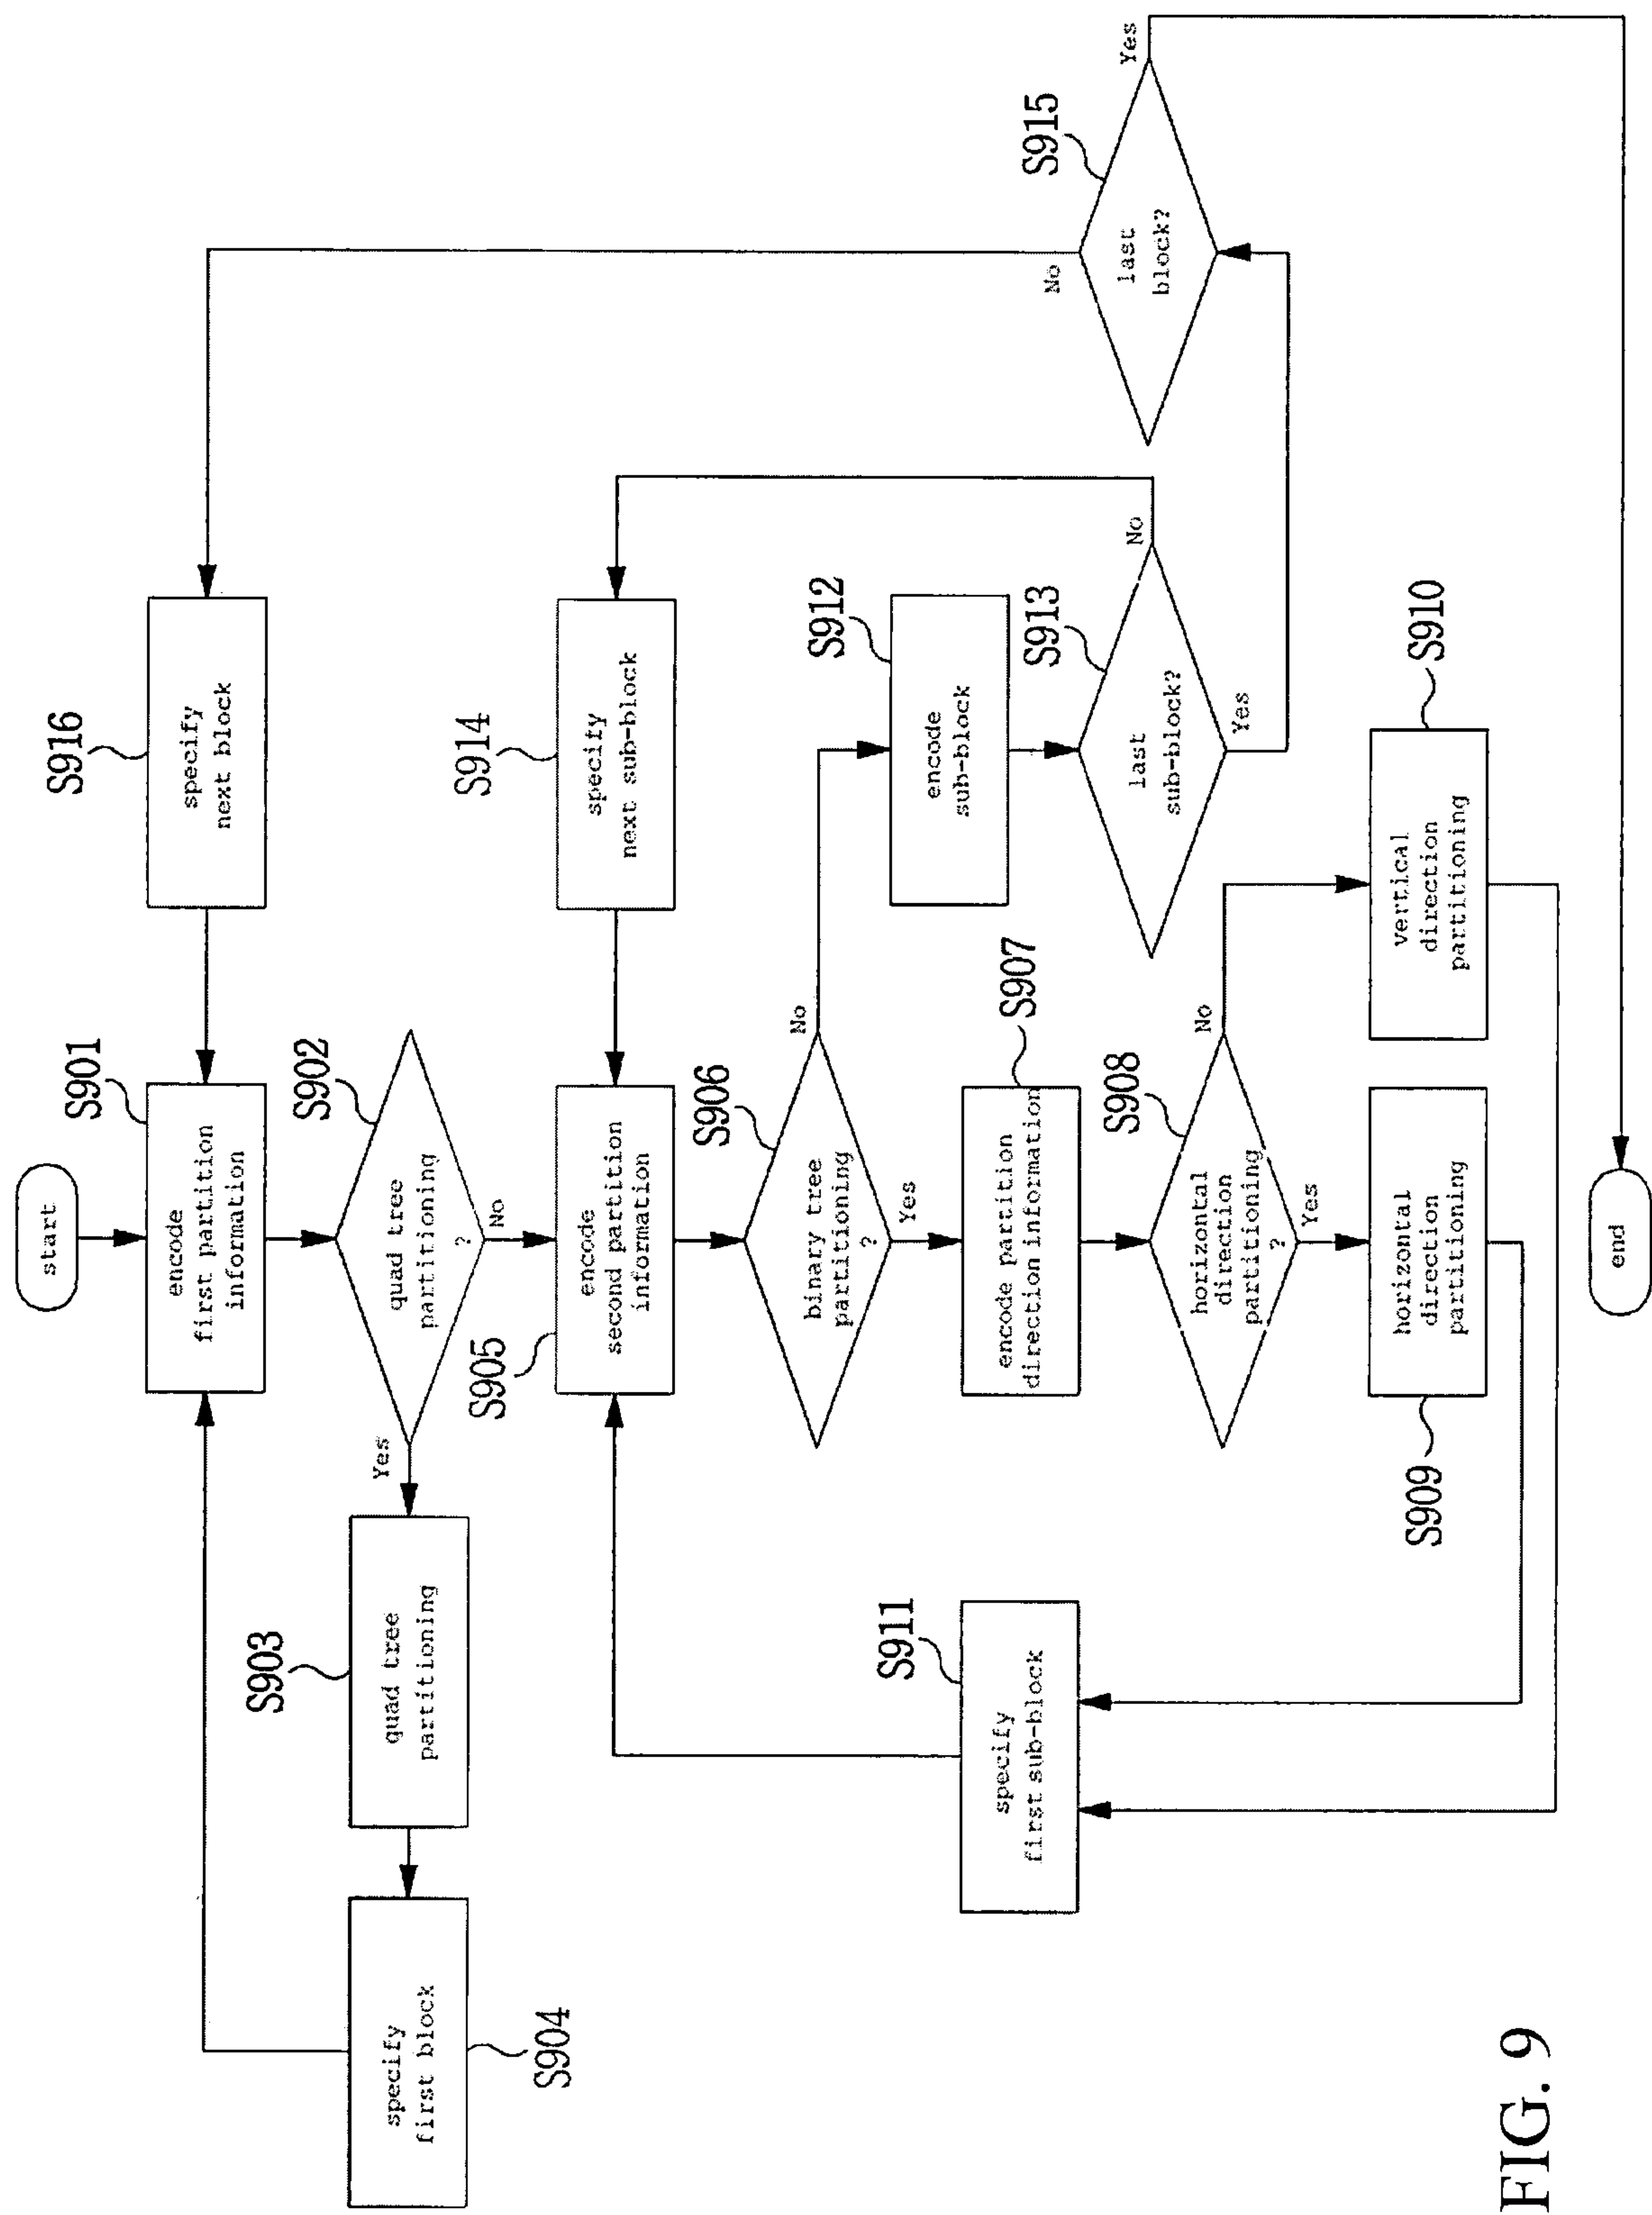 start
S901
encode
first partition
information
S916
specify
next block
S902
quad tree
partitioning
?
Yes
No
S903
quad tree
partitioning
S904
specify
first block
S905
encode
second partition
information
S914
specify
next sub-block
S906
binary tree
partitioning
?
No
Yes
S907
encode partition
direction information
S911
specify
first sub-block
S912
encode
sub-block
S913
last
sub-block?
No
Yes
S915
last
block?
No
Yes
S908
horizontal
direction
partitioning
?
No
Yes
S909
horizontal
direction
partitioning
S910
vertical
direction
partitioning
end
FIG. 9